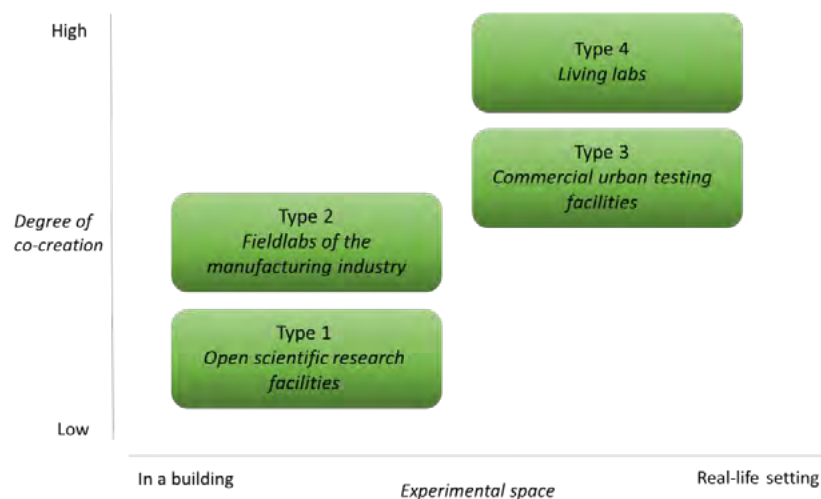 High
Type 4
Living labs
Type 3
Commercial urban testing
facilities
Degree of
co-creation
Type 2
Fieldlabs of the
manufacturing industry
Type 1
Open scientific research
facilities
Low
In a building
Experimental space
Real-life setting